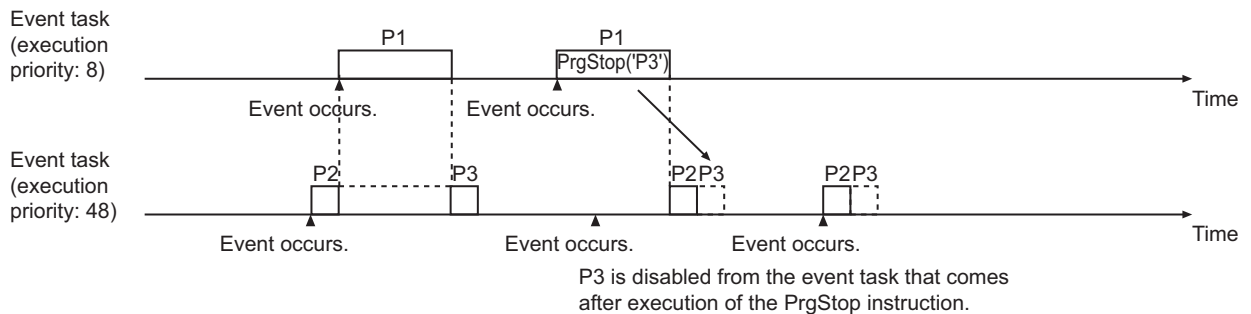 Event task
(execution
priority: 8)
P1
P1
PrgStop('P3')
Event occurs.
Event occurs.
Time
Event task
(execution
priority: 48)
P2
P3
P2 P3
P2 P3
Event occurs.
Event occurs.
Event occurs.
Time
P3 is disabled from the event task that comes
after execution of the PrgStop instruction.